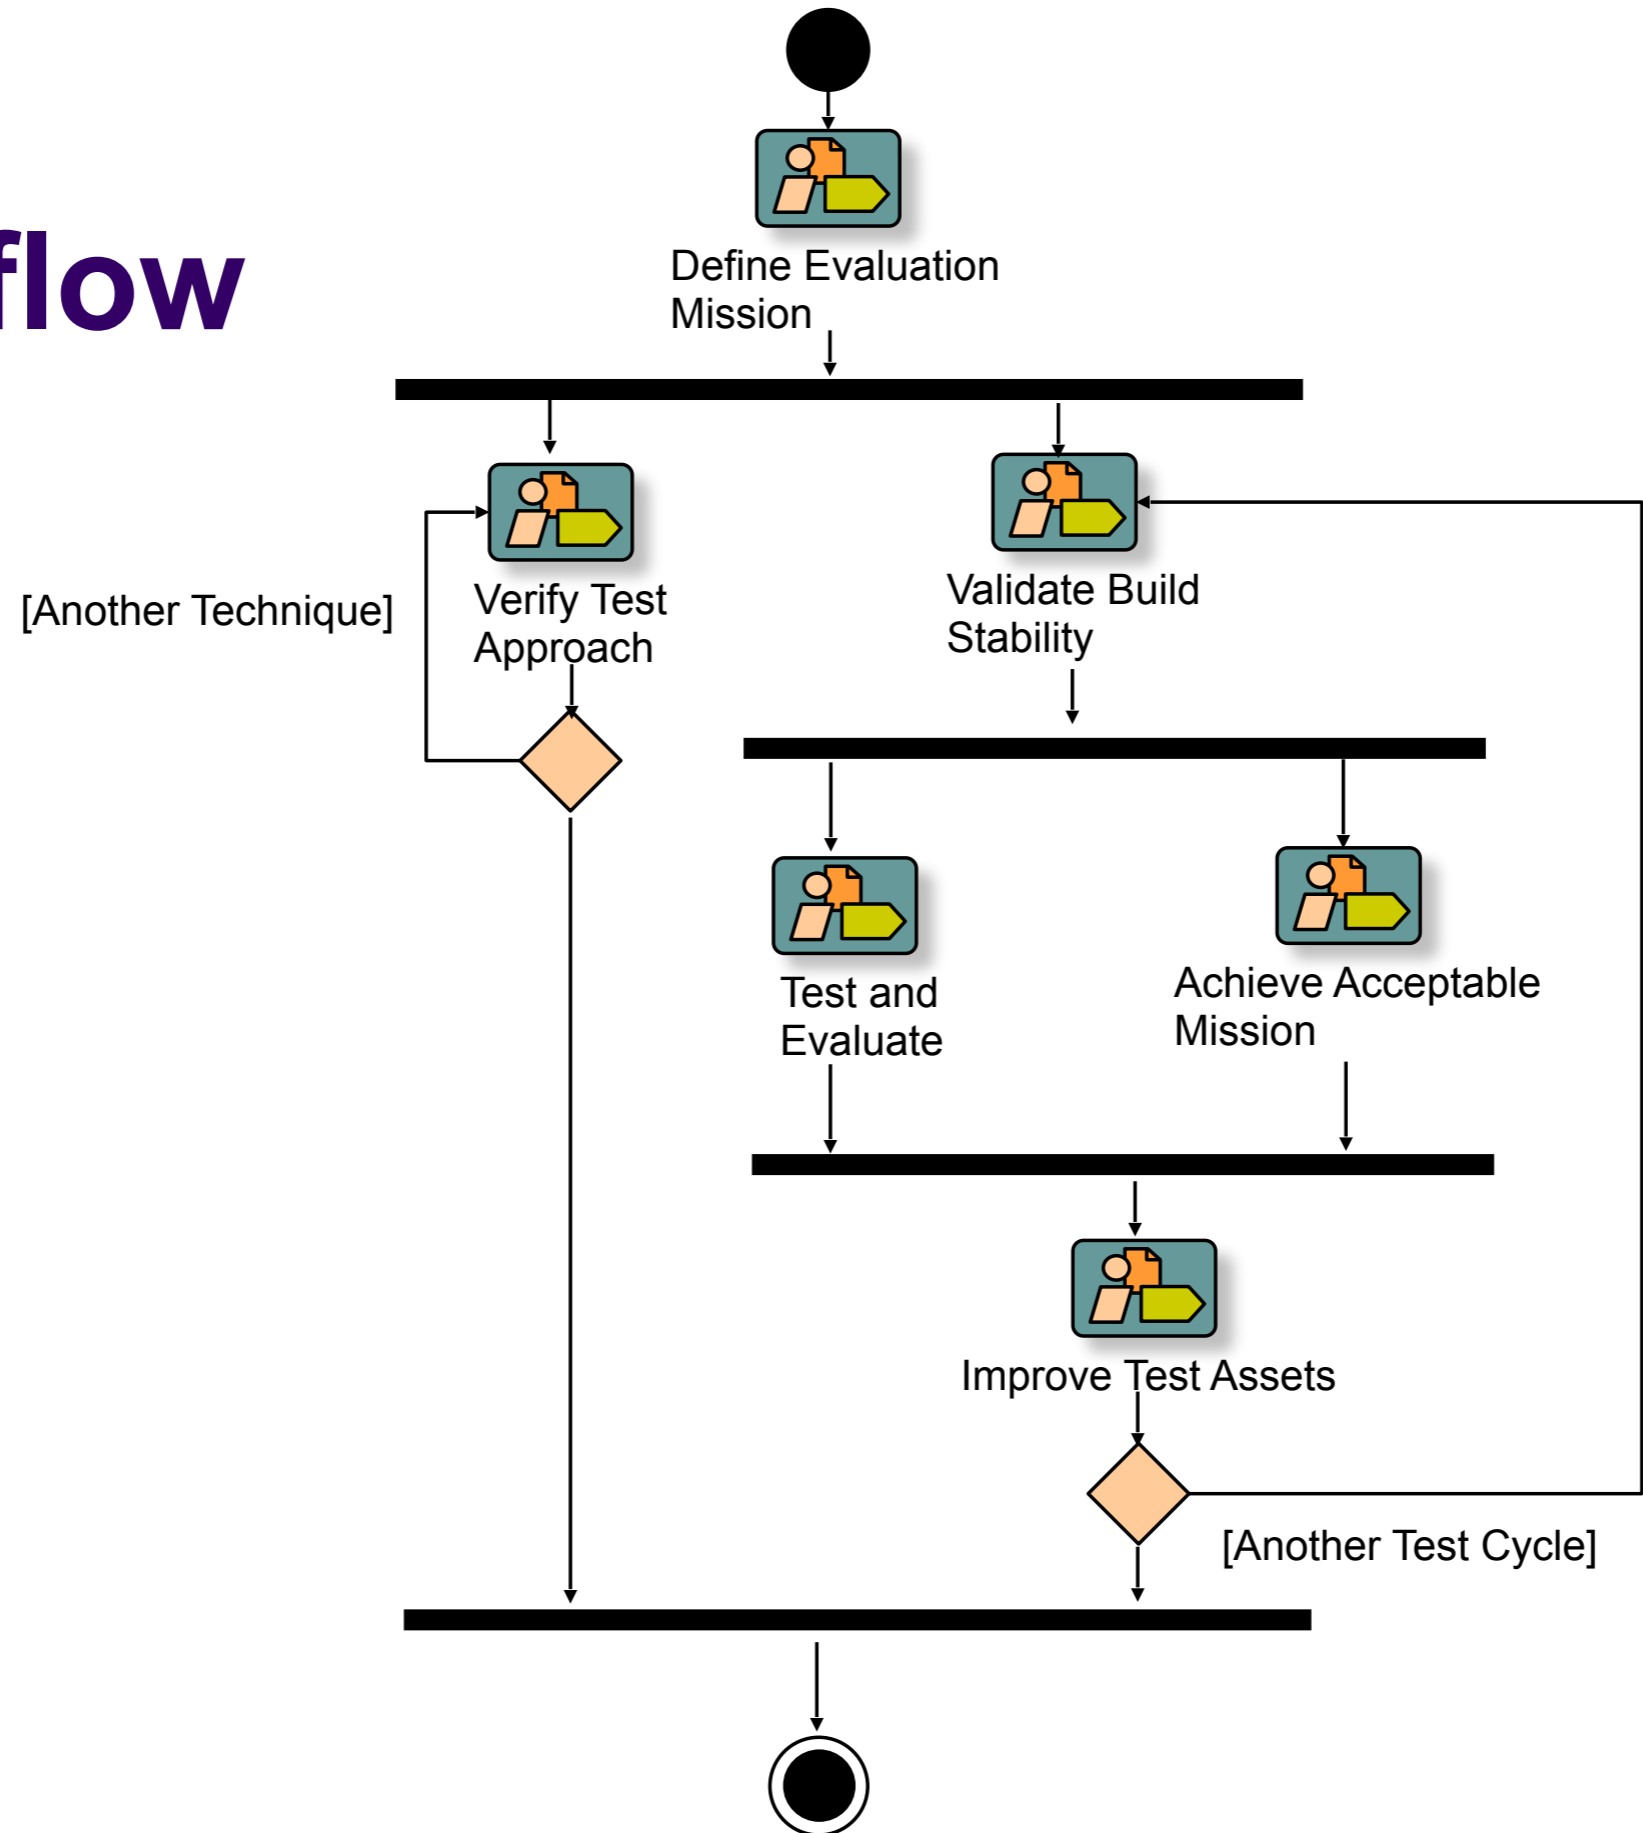 flow
Define Evaluation
Mission
[Another Technique]
Verify Test
Approach
Validate Build
Stability
Test and
Evaluate
Achieve Acceptable
Mission
Improve Test Assets
[Another Test Cycle]